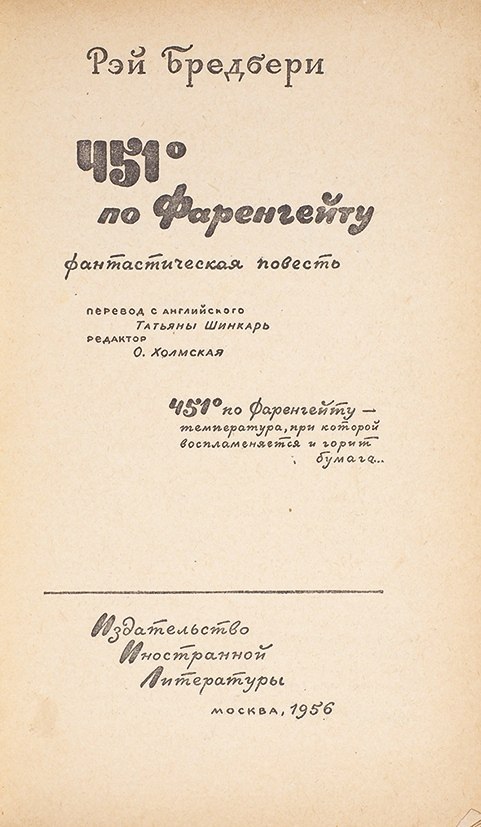 Рэй Бредбери
451°
по Фаренгейту
фантастическая повесть
перевод с английского
Татьяны Шинкарь
редактор
О. Холмская
451° по Фаренгейту —
температура, при которой
воспламеняется и горит
бумага...
Издательство
Иностранной
Литературы
москва, 1956